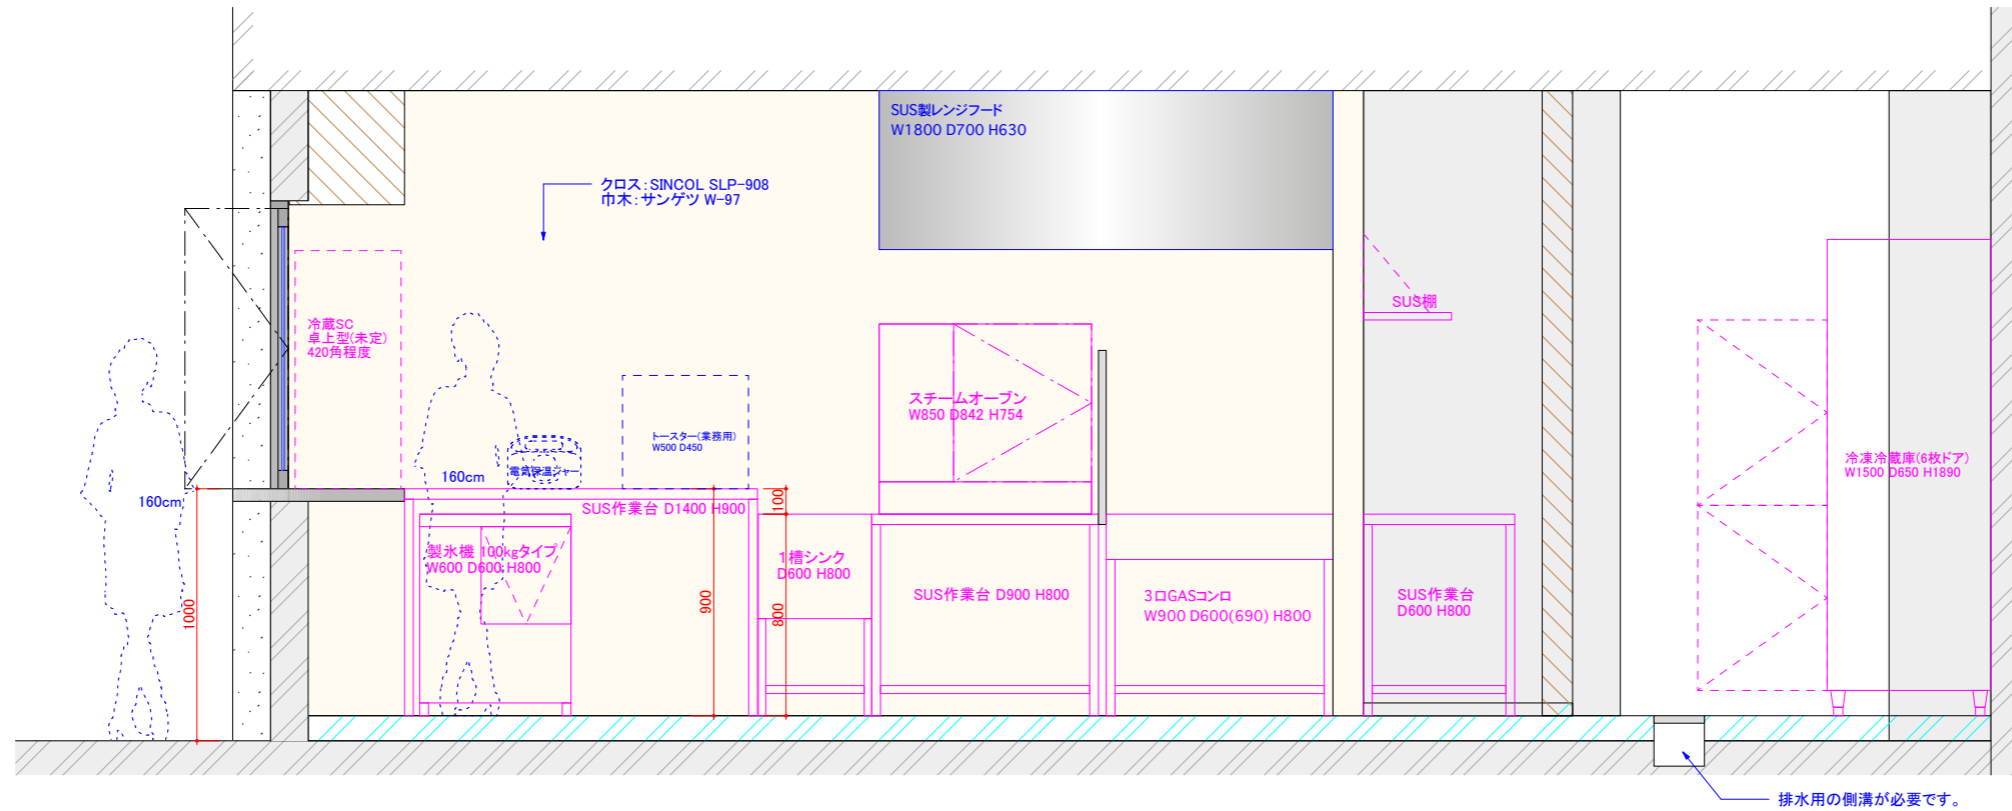 SUS製レンジフード
W1800 D700 H630
クロス:SINCOL SLP-908
巾木:サンゲツ W-97
冷蔵SC
卓上型(未定)
420角程度
SUS棚
スチームオーブン
W850 D842 H754
トースター(業務用)
W500 D450
電気保温ジャー
冷凍冷蔵庫(6枚ドア)
W1500 D650 H1890
160cm
160cm
SUS作業台 D1400 H900
100
製氷機 100kgタイプ
W600 D600 H800
1槽シンク
D600 H800
SUS作業台 D900 H800
3口GASコンロ
W900 D600(690) H800
SUS作業台
D600 H800
1000
900
800
排水用の側溝が必要です。